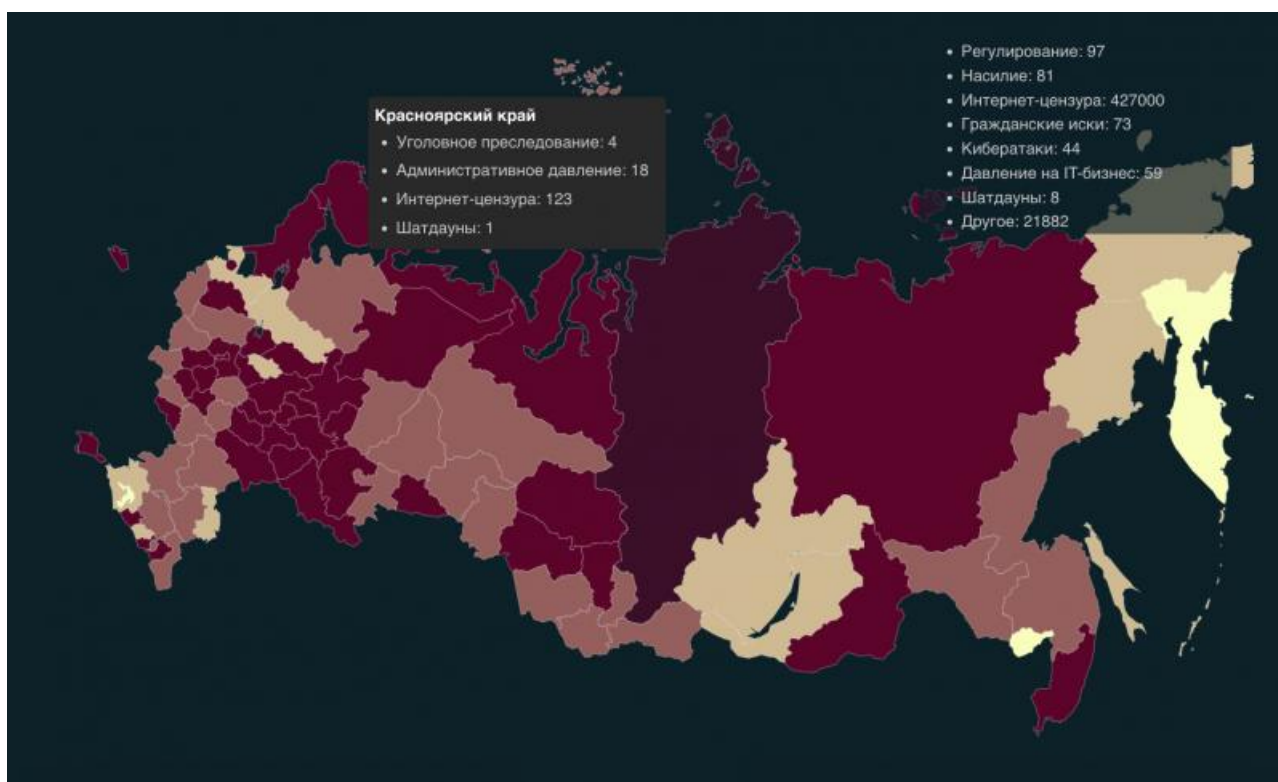 Красноярский край
• Уголовное преследование: 4
• Административное давление: 18
• Интернет-цензура: 123
• Шатдауны: 1
• Регулирование: 97
• Насилие: 81
• Интернет-цензура: 427000
• Гражданские иски: 73
• Кибератаки: 44
• Давление на IT-бизнес: 59
• Шатдауны: 8
• Другое: 21882